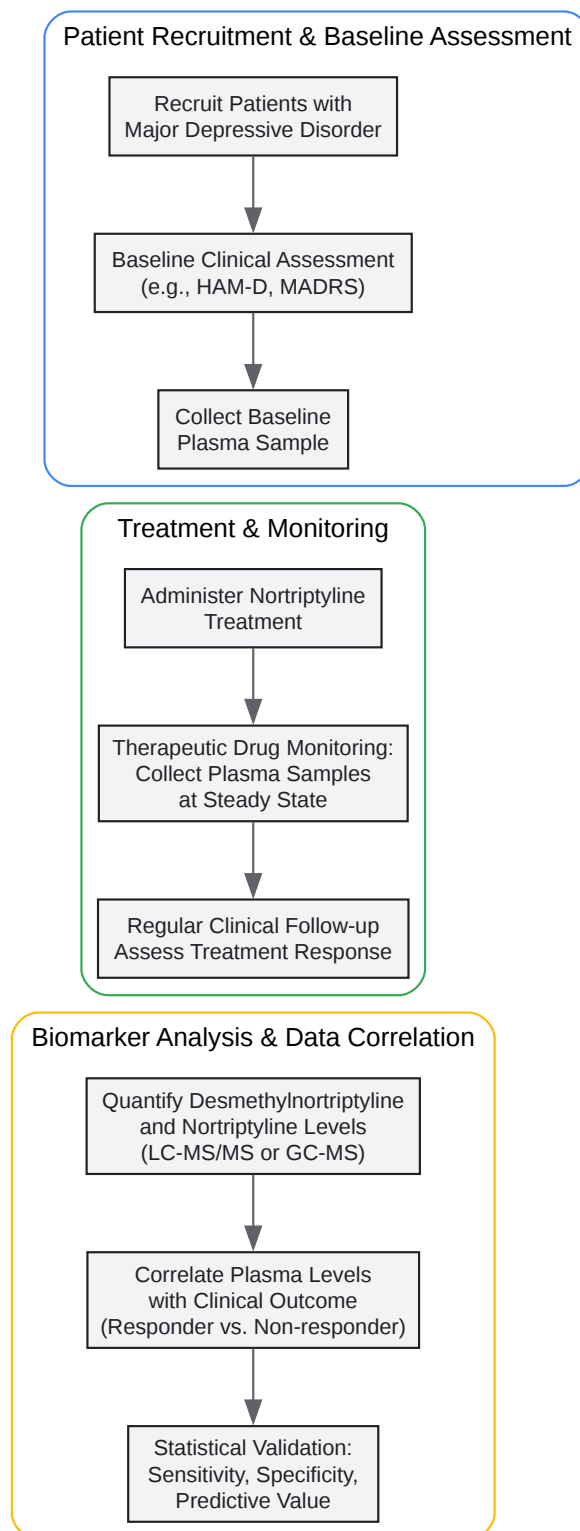 Patient Recruitment & Baseline Assessment
Recruit Patients with
Major Depressive Disorder
Baseline Clinical Assessment
(e.g., HAM-D, MADRS)
Collect Baseline
Plasma Sample
Treatment & Monitoring
Administer Nortriptyline
Treatment
Therapeutic Drug Monitoring:
Collect Plasma Samples
at Steady State
Regular Clinical Follow-up
Assess Treatment Response
Biomarker Analysis & Data Correlation
Quantify Desmethylnortriptyline
and Nortriptyline Levels
(LC-MS/MS or GC-MS)
Correlate Plasma Levels
with Clinical Outcome
(Responder vs. Non-responder)
Statistical Validation:
Sensitivity, Specificity,
Predictive Value